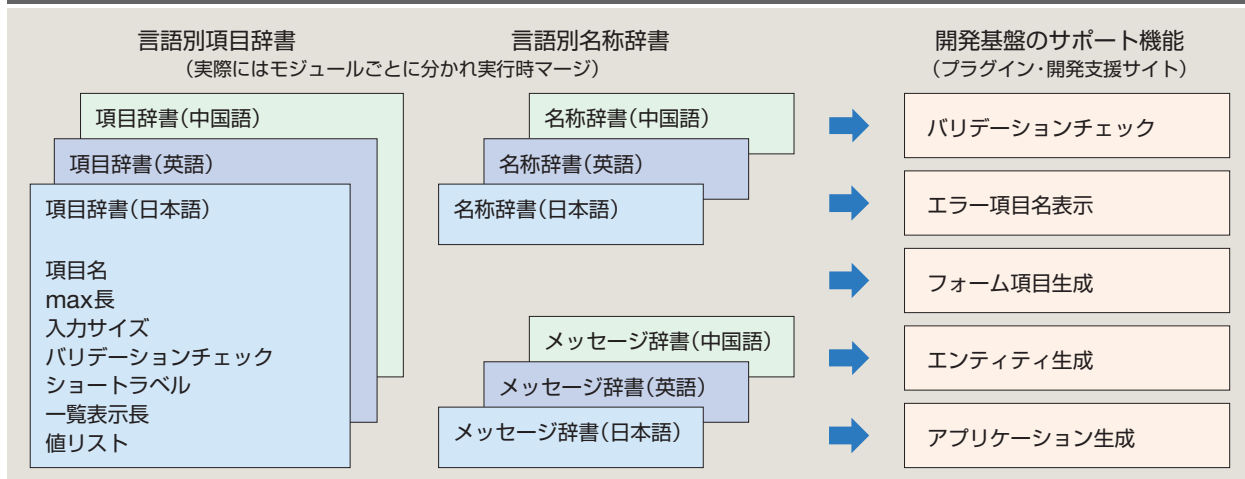 言語別項目辞書
言語別名称辞書
(実際にはモジュールごとに分かれ実行時マージ)
開発基盤のサポート機能
(プラグイン・開発支援サイト)
項目辞書(中国語)
項目辞書(英語)
項目辞書(日本語)
項目名
max長
入力サイズ
バリデーションチェック
ショートラベル
一覧表示長
値リスト
名称辞書(中国語)
名称辞書(英語)
名称辞書(日本語)
メッセージ辞書(中国語)
メッセージ辞書(英語)
メッセージ辞書(日本語)
バリデーションチェック
エラー項目名表示
フォーム項目生成
エンティティ生成
アプリケーション生成